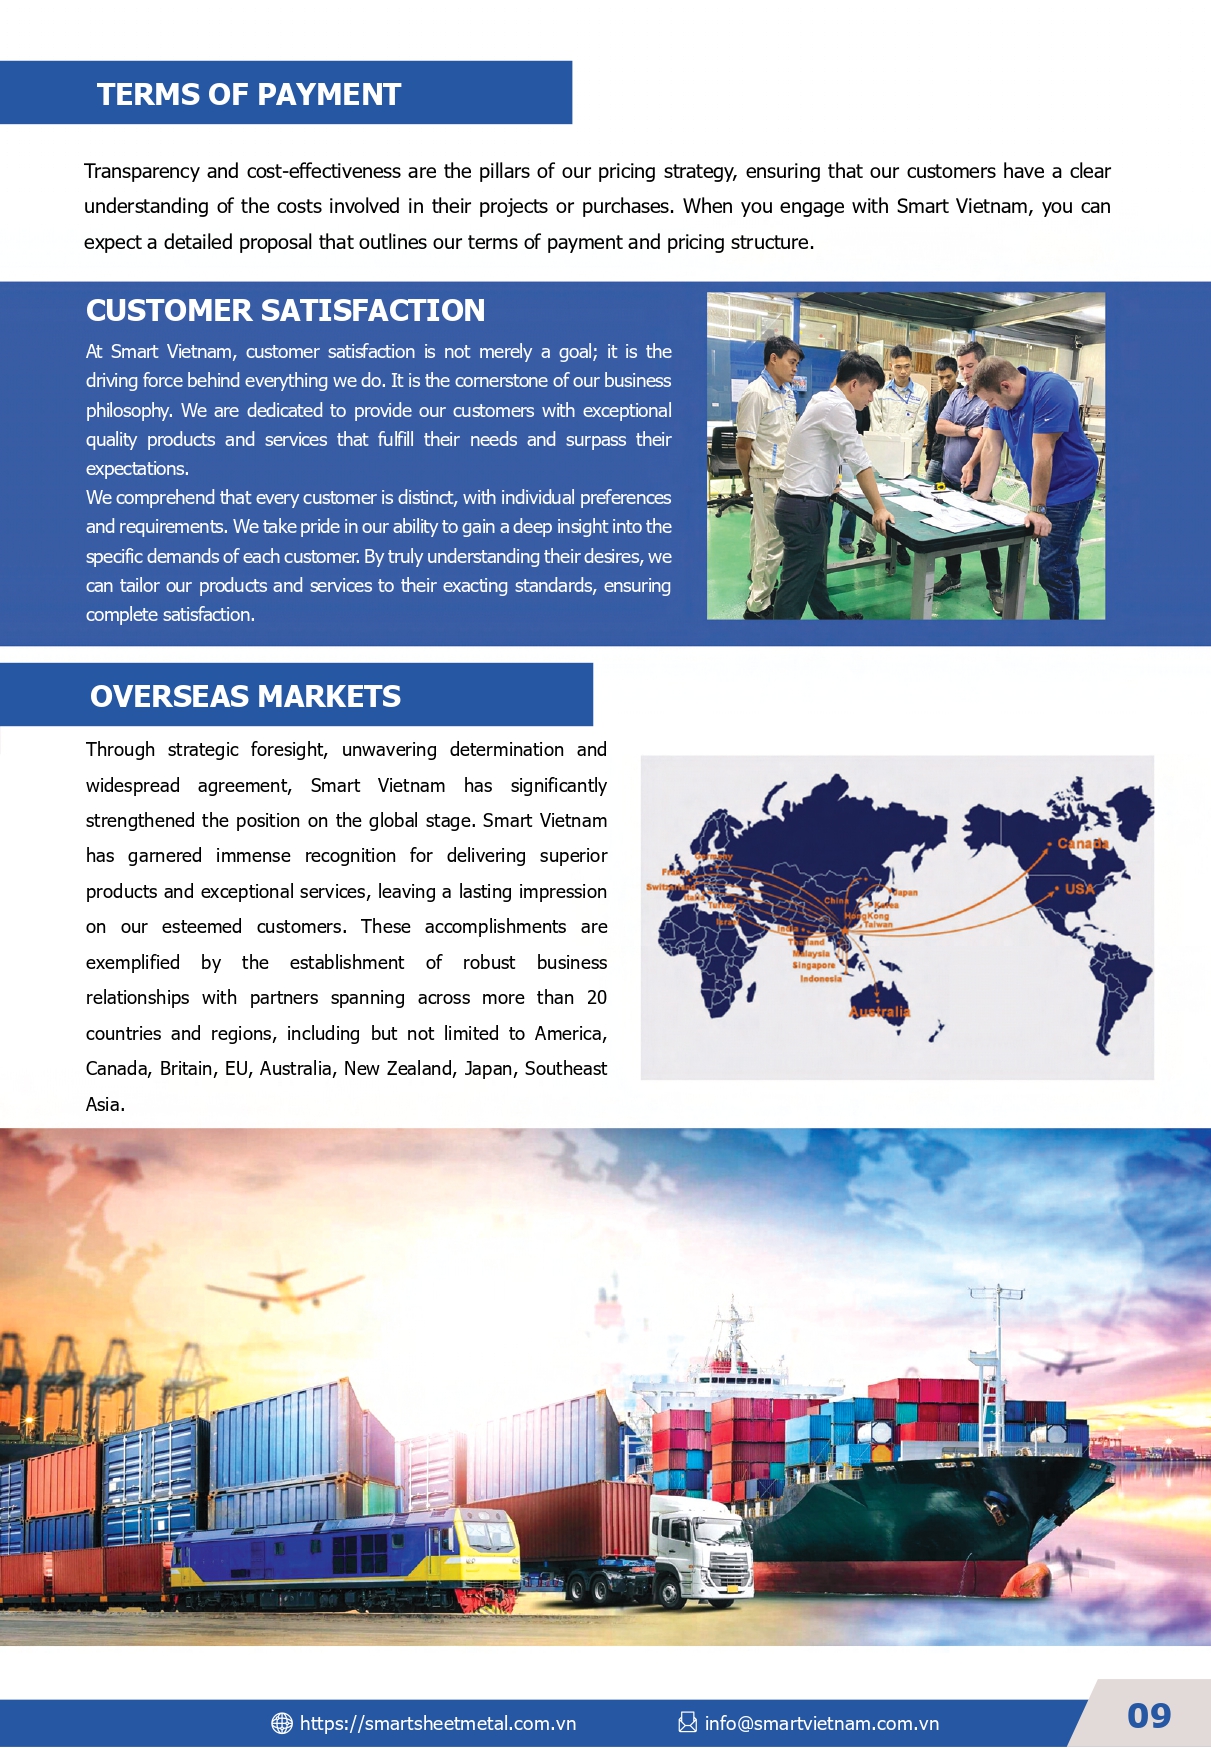 TERMS OF PAYMENT
Transparency and cost-effectiveness are the pillars of our pricing strategy, ensuring that our customers have a clear
understanding of the costs involved in their projects or purchases. When you engage with Smart Vietnam, you can
expect a detailed proposal that outlines our terms of payment and pricing structure.
CUSTOMER SATISFACTION
At Smart Vietnam, customer satisfaction is not merely a goal; it is the
driving force behind everything we do. It is the cornerstone of our business
philosophy. We are dedicated to provide our customers with exceptional
quality products and services that fulfill their needs and surpass their
expectations.
We comprehend that every customer is distinct, with individual preferences
and requirements. We take pride in our ability to gain a deep insight into the
specific demands of each customer. By truly understanding their desires, we
can tailor our products and services to their exacting standards, ensuring
complete satisfaction.
OVERSEAS MARKETS
Through strategic foresight, unwavering determination and
widespread agreement, Smart Vietnam has significantly
strengthened the position on the global stage. Smart Vietnam
has garnered immense recognition for delivering superior
products and exceptional services, leaving a lasting impression
on our esteemed customers. These accomplishments are
exemplified by the establishment of robust business
relationships with partners spanning across more than 20
countries and regions, including but not limited to America,
Canada, Britain, EU, Australia, New Zealand, Japan, Southeast
Asia.
Canada
USA
Germany
France
Switzerland
Turkey
Israel
India
China
Japan
Korea
HongKong
Taiwan
Thailand
Malaysia
Singapore
Indonesia
Australia
https://smartsheetmetal.com.vn
info@smartvietnam.com.vn
09